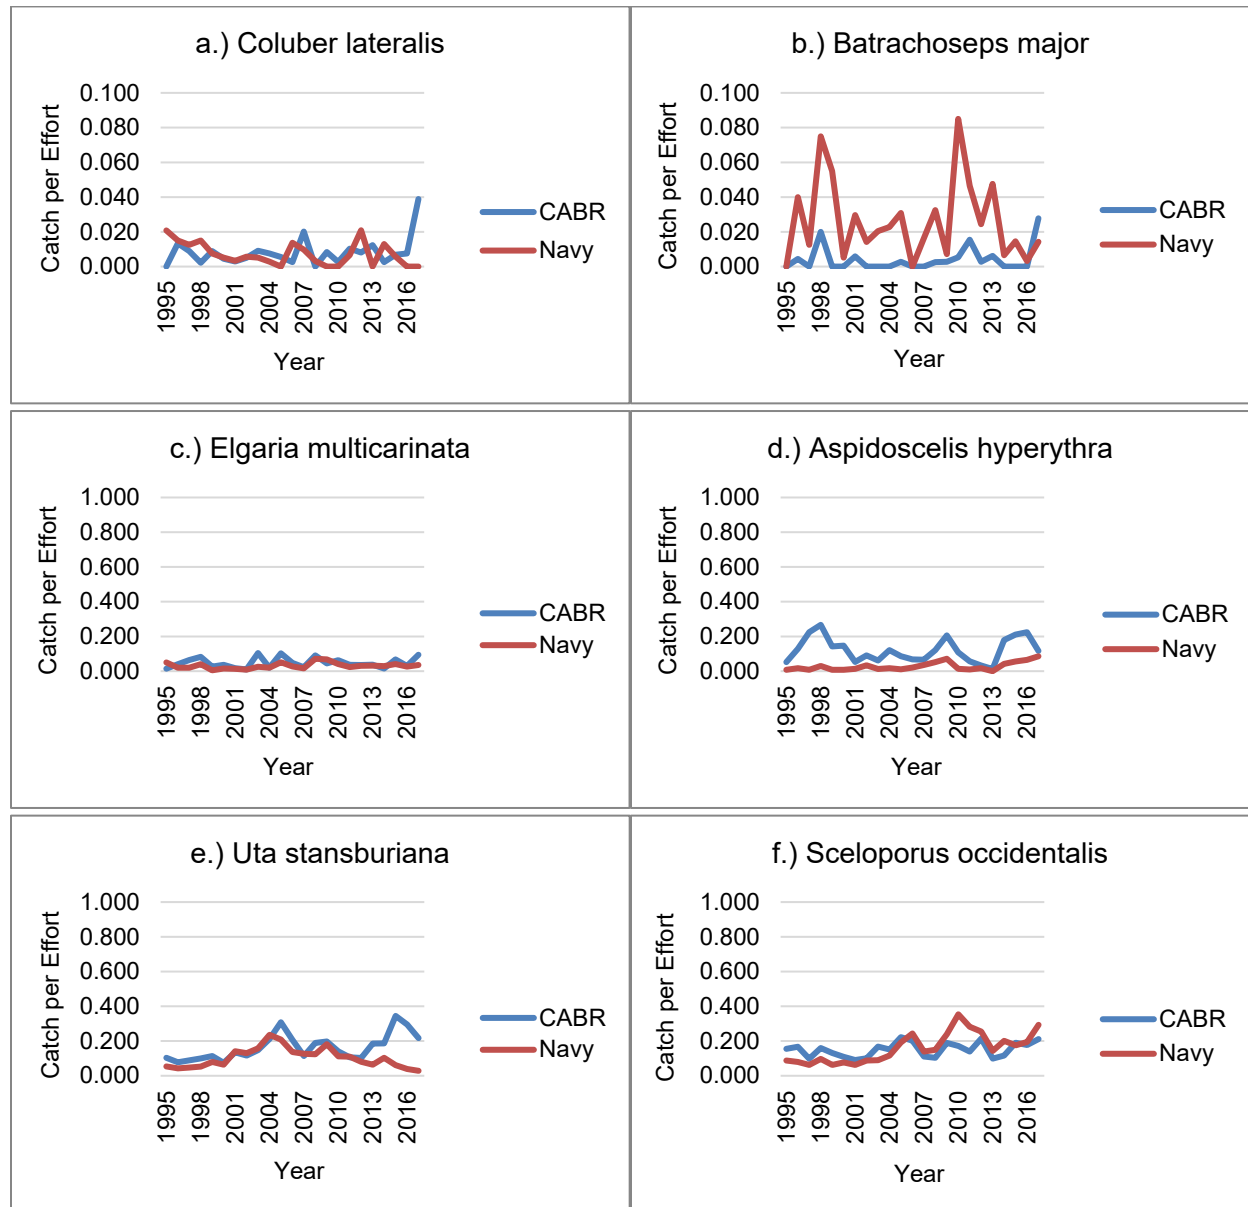 a.) Coluber lateralis
Catch per Effort
0.100
0.080
0.060
0.040
0.020
0.000
1995
1998
2001
2004
2007
2010
2013
2016
Year
CABR
Navy
b.) Batrachoseps major
Catch per Effort
0.100
0.080
0.060
0.040
0.020
0.000
1995
1998
2001
2004
2007
2010
2013
2016
Year
CABR
Navy
c.) Elgaria multicarinata
Catch per Effort
1.000
0.800
0.600
0.400
0.200
0.000
1995
1998
2001
2004
2007
2010
2013
2016
Year
CABR
Navy
d.) Aspidoscelis hyperythra
Catch per Effort
1.000
0.800
0.600
0.400
0.200
0.000
1995
1998
2001
2004
2007
2010
2013
2016
Year
CABR
Navy
e.) Uta stansburiana
Catch per Effort
1.000
0.800
0.600
0.400
0.200
0.000
1995
1998
2001
2004
2007
2010
2013
2016
Year
CABR
Navy
f.) Sceloporus occidentalis
Catch per Effort
1.000
0.800
0.600
0.400
0.200
0.000
1995
1998
2001
2004
2007
2010
2013
2016
Year
CABR
Navy